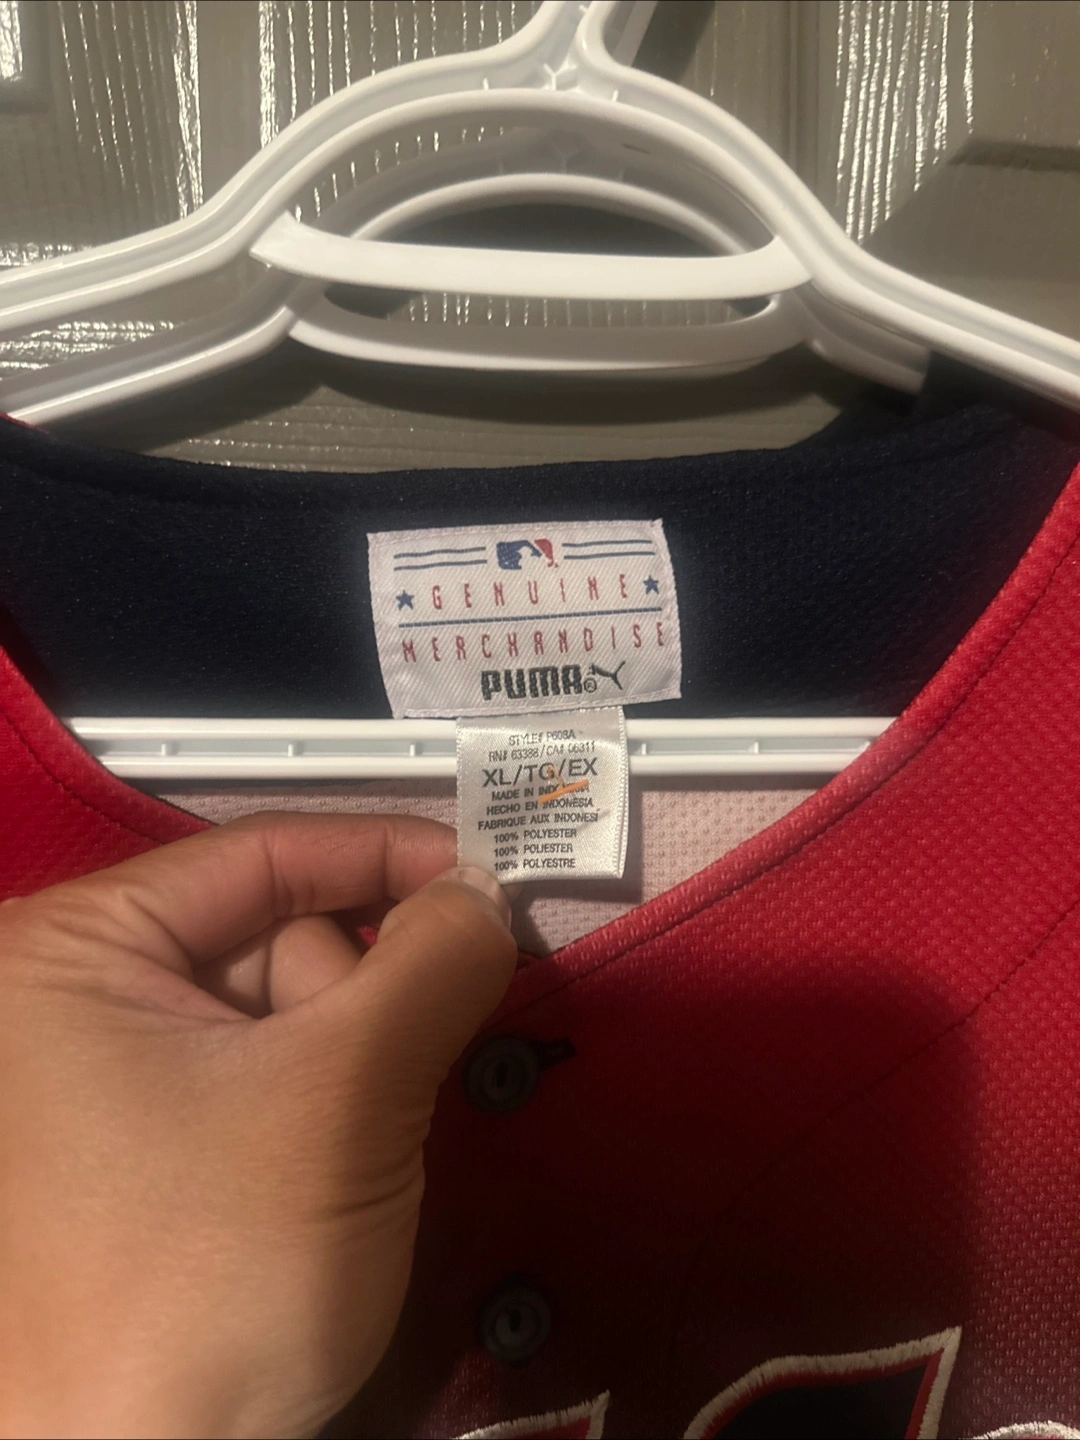 GENUINE
MERCHANDISE
PUMA®
STYLE# P608A
RN# 63388 / CA# 06311
XL/TG/EX
MADE IN INDONESIA
HECHO EN INDONESIA
FABRIQUE AUX INDONESI
100% POLYESTER
100% POLIESTER
100% POLYESTRE